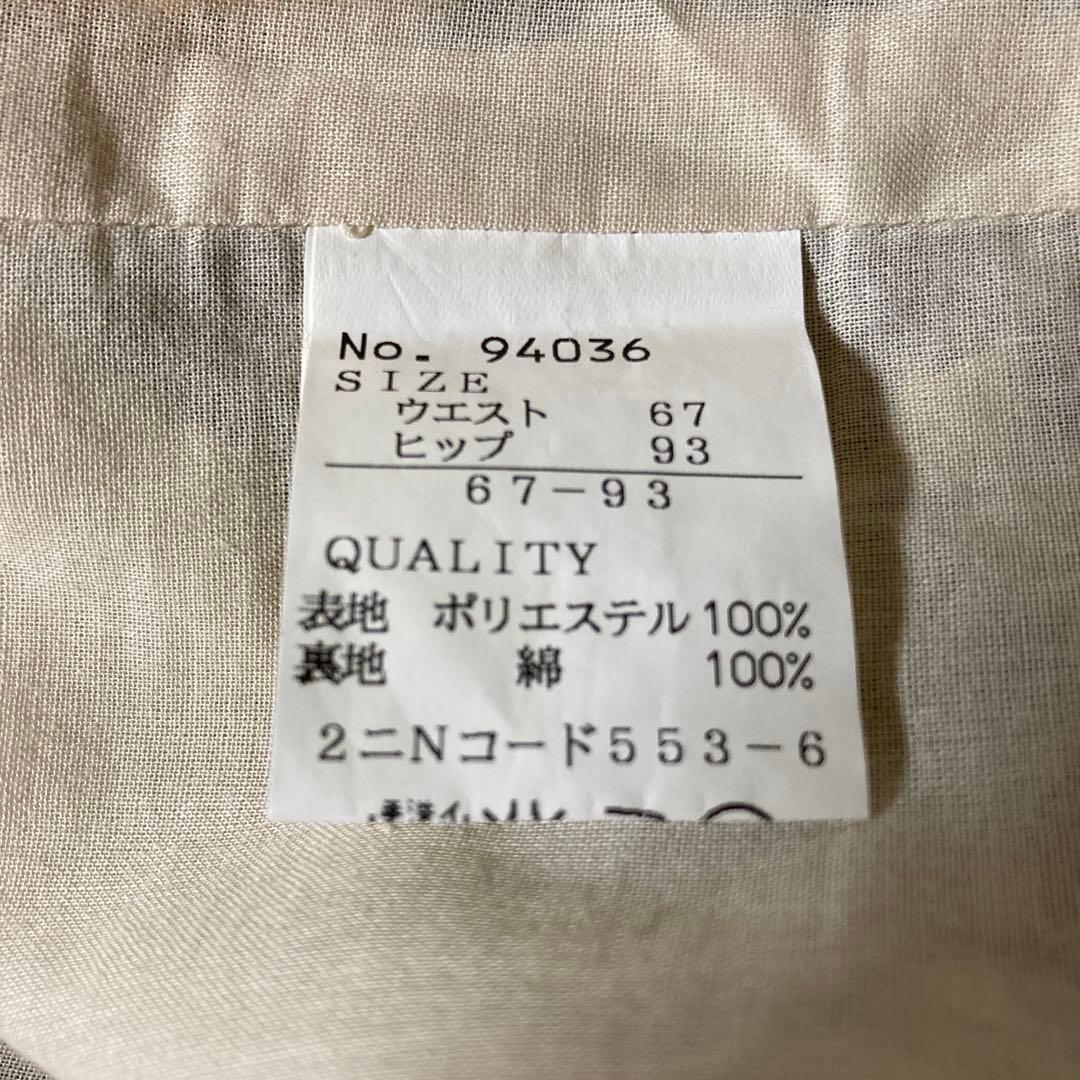 No. 94036
SIZE
ウエスト 67
ヒップ 93
67-93
QUALITY
表地 ポリエステル 100%
裏地 綿 100%
2ニNコード553-6